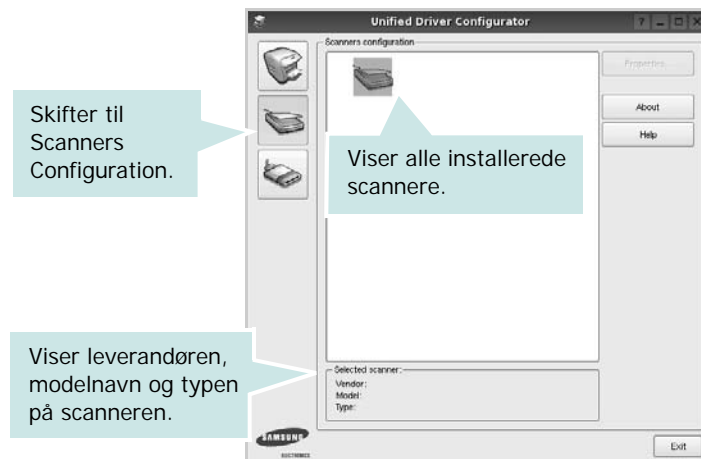 Unified Driver Configurator
Scanners configuration
Properties...
About
Help
Skifter til
Scanners
Configuration.
Viser alle installerede
scannere.
Viser leverandøren,
modelnavn og typen
på scanneren.
Selected scanner:
Vendor:
Model:
Type:
SAMSUNG
ELECTRONICS
Exit